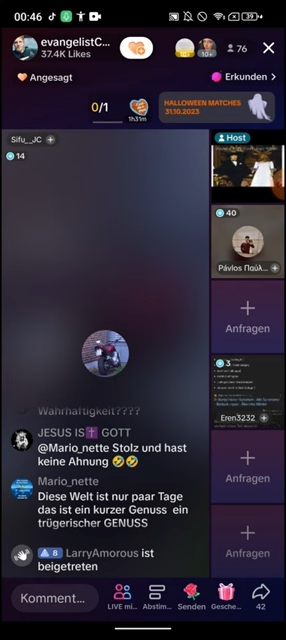 00:46
39
evangelistC...
37.4K Likes
10+
76
Angesagt
Erkunden >
0/1
1h31m
HALLOWEEN MATCHES
31.10.2023
Sifu__JC
14
Host
40
Pávlos Παύλ...
Anfragen
3
Eren3232
Anfragen
Anfragen
Wahrhaftigkeit????
JESUS IS✝️ GOTT
@Mario_nette Stolz und hast
keine Ahnung 🤣🤣
Mario_nette
Diese Welt ist nur paar Tage
das ist ein kurzer Genuss ein
trügerischer GENUSS
8 LarryAmorous ist
beigetreten
Komment...
LIVE mi...
Abstim...
Senden
Gesche...
42